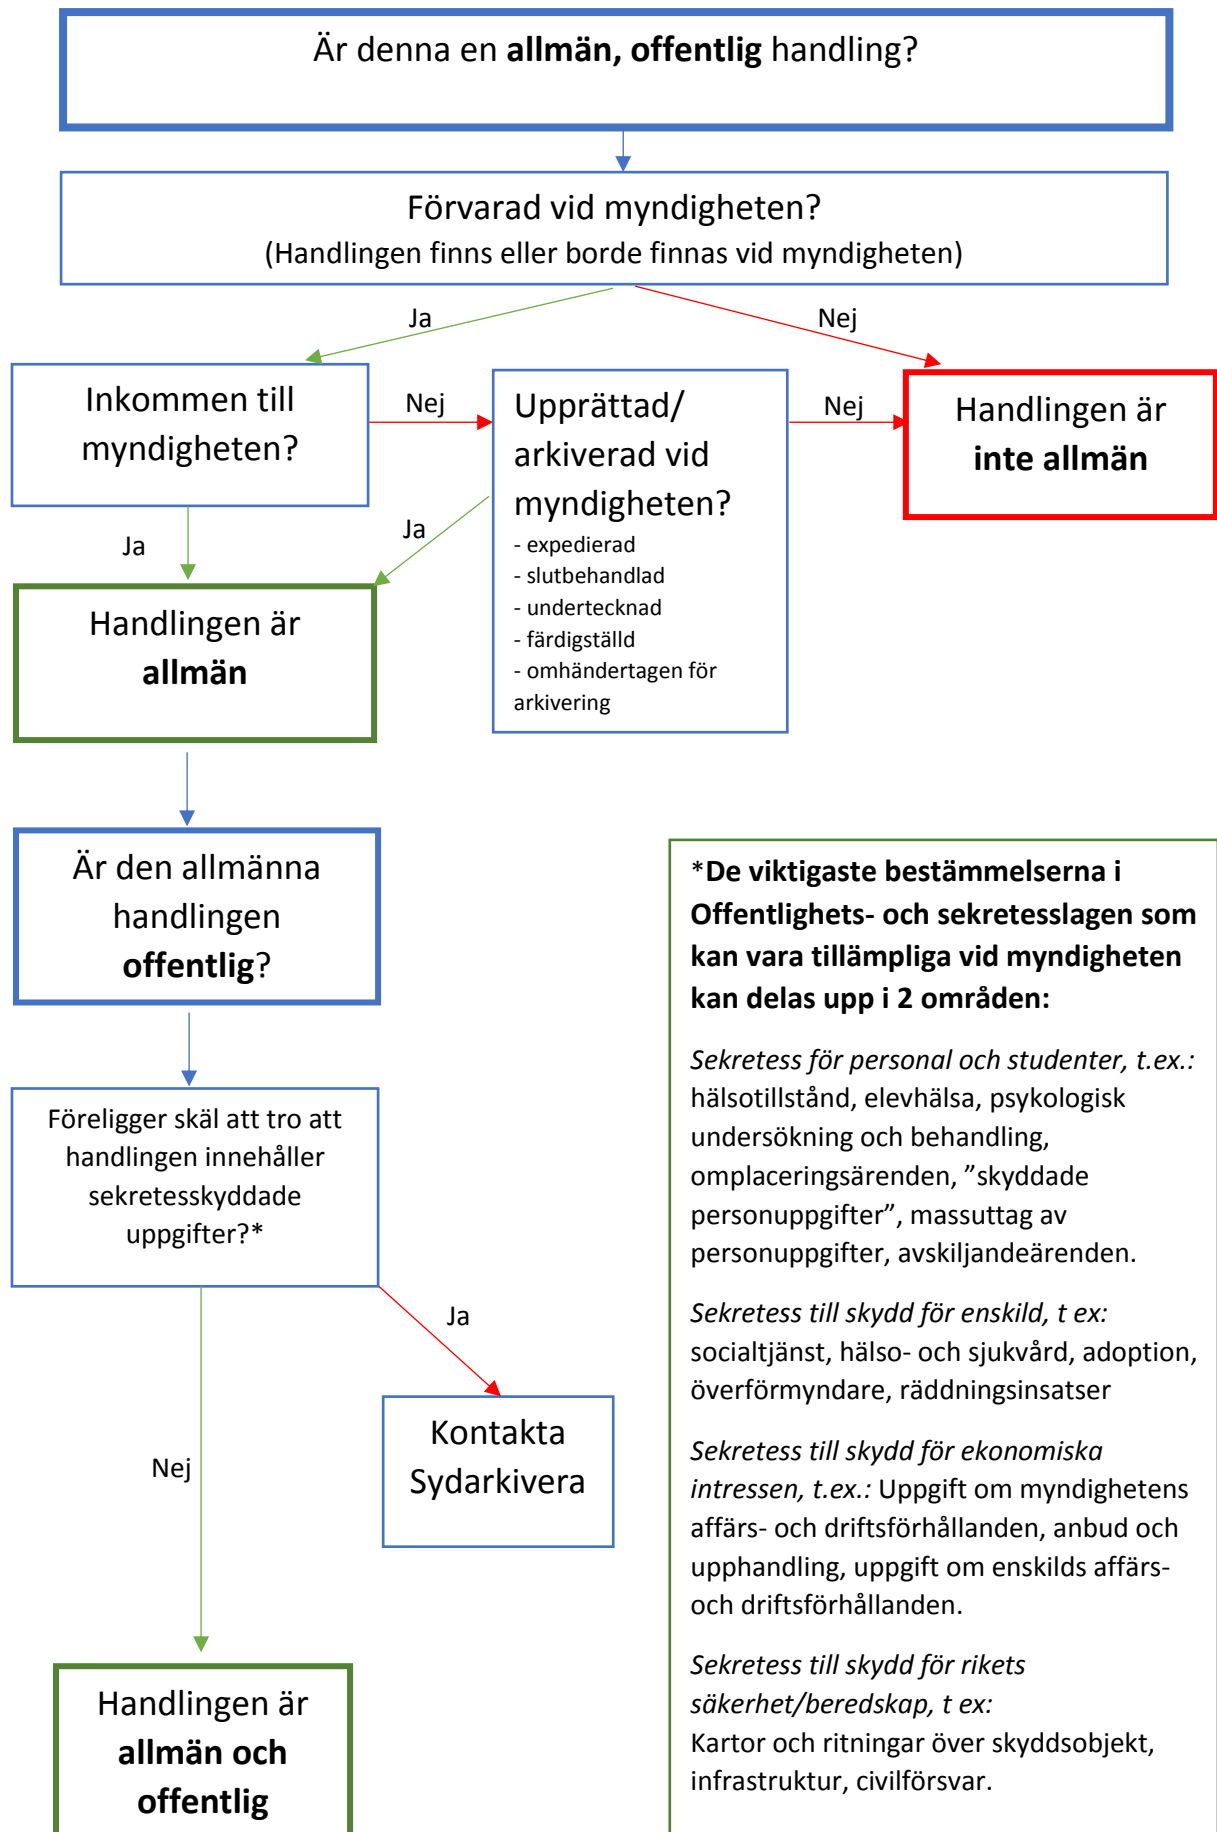 Är denna en allmän, offentlig handling?
Förvarad vid myndigheten?
(Handlingen finns eller borde finnas vid myndigheten)
Ja
Nej
Inkommen till
myndigheten?
Nej
Upprättad/
arkiverad vid
myndigheten?
- expedierad
- slutbehandlad
- undertecknad
- färdigställd
- omhändertagen för
arkivering
Nej
Handlingen är
inte allmän
Ja
Ja
Handlingen är
allmän
Är den allmänna
handlingen
offentlig?
Föreligger skäl att tro att
handlingen innehåller
sekretesskyddade
uppgifter?*
Ja
Kontakta
Sydarkivera
Nej
Handlingen är
allmän och
offentlig
*De viktigaste bestämmelserna i
Offentlighets- och sekretesslagen som
kan vara tillämpliga vid myndigheten
kan delas upp i 2 områden:
Sekretess för personal och studenter, t.ex.:
hälsotillstånd, elevhälsa, psykologisk
undersökning och behandling,
omplaceringsärenden, ”skyddade
personuppgifter”, massuttag av
personuppgifter, avskiljandeärenden.
Sekretess till skydd för enskild, t ex:
socialtjänst, hälso- och sjukvård, adoption,
överförmyndare, räddningsinsatser
Sekretess till skydd för ekonomiska
intressen, t.ex.: Uppgift om myndighetens
affärs- och driftsförhållanden, anbud och
upphandling, uppgift om enskilds affärs-
och driftsförhållanden.
Sekretess till skydd för rikets
säkerhet/beredskap, t ex:
Kartor och ritningar över skyddsobjekt,
infrastruktur, civilförsvar.